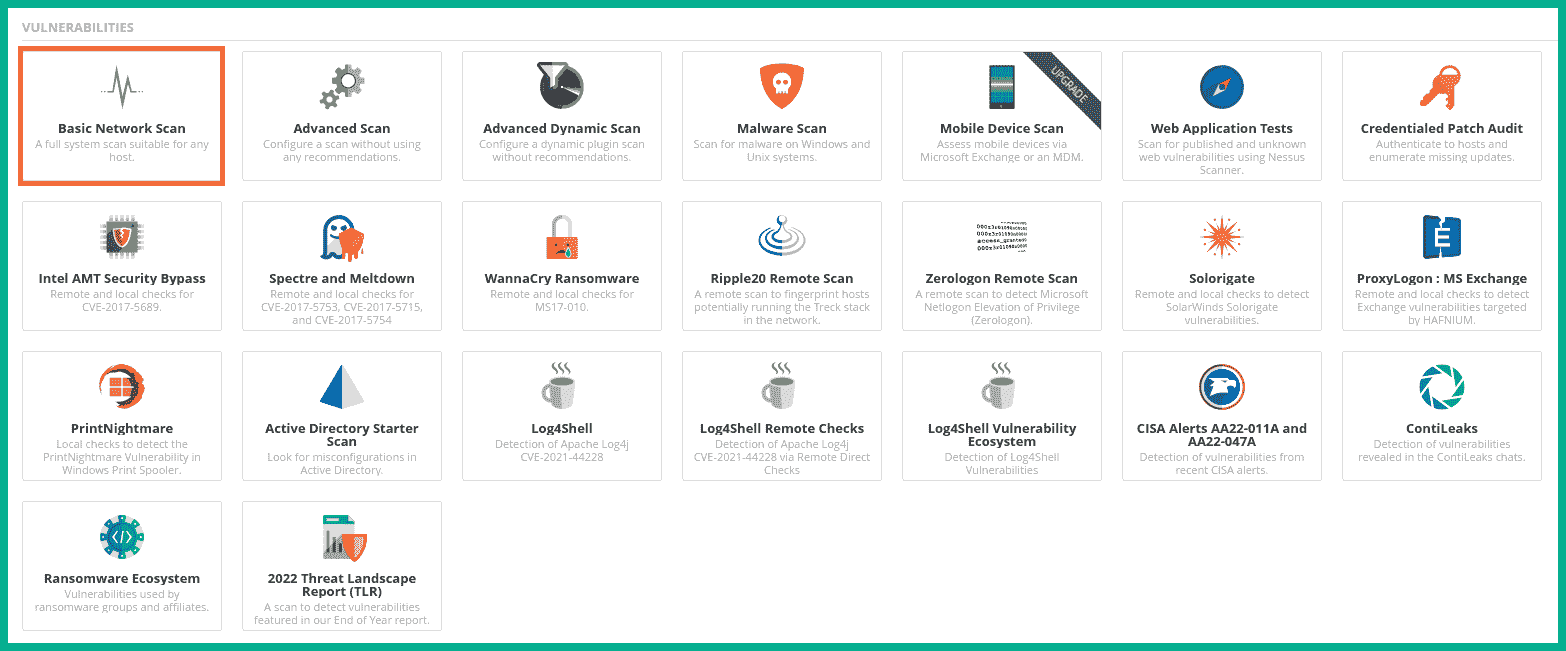 VULNERABILITIES
Basic Network Scan
A full system scan suitable for any
host.
Advanced Scan
Configure a scan without using
any recommendations.
Advanced Dynamic Scan
Configure a dynamic plugin scan
without recommendations.
Malware Scan
Scan for malware on Windows and
Unix systems.
UPGRADE
Mobile Device Scan
Assess mobile devices via
Microsoft Exchange or an MDM.
Web Application Tests
Scan for published and unknown
web vulnerabilities using Nessus
Scanner.
Credentialed Patch Audit
Authenticate to hosts and
enumerate missing updates.
Intel AMT Security Bypass
Remote and local checks for
CVE-2017-5689.
Spectre and Meltdown
Remote and local checks for
CVE-2017-5753, CVE-2017-5715,
and CVE-2017-5754
WannaCry Ransomware
Remote and local checks for
MS17-010.
Ripple20 Remote Scan
A remote scan to fingerprint hosts
potentially running the Treck stack
in the network.
Zerologon Remote Scan
A remote scan to detect Microsoft
Netlogon Elevation of Privilege
(Zerologon).
Solorigate
Remote and local checks to detect
SolarWinds Solorigate
vulnerabilities.
E
ProxyLogon : MS Exchange
Remote and local checks to detect
Exchange vulnerabilities targeted
by HAFNIUM.
PrintNightmare
Local checks to detect the
PrintNightmare Vulnerability in
Windows Print Spooler.
Active Directory Starter
Scan
Look for misconfigurations in
Active Directory.
Log4Shell
Detection of Apache Log4j
CVE-2021-44228
Log4Shell Remote Checks
Detection of Apache Log4j
CVE-2021-44228 via Remote Direct
Checks
Log4Shell Vulnerability
Ecosystem
Detection of Log4Shell
Vulnerabilities
CISA Alerts AA22-011A and
AA22-047A
Detection of vulnerabilities from
recent CISA alerts.
ContiLeaks
Detection of vulnerabilities
revealed in the ContiLeaks chats.
</>
Ransomware Ecosystem
Vulnerabilities used by
ransomware groups and affiliates.
2022 Threat Landscape
Report (TLR)
A scan to detect vulnerabilities
featured in our End of Year report.